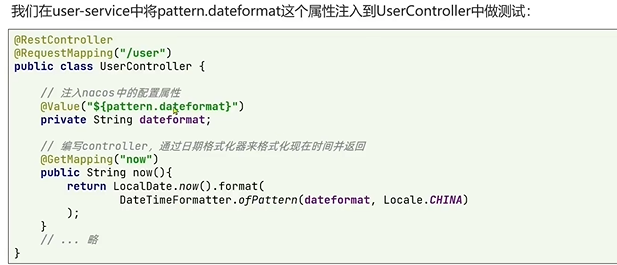 我们在user-service中将pattern.dateformat这个属性注入到UserController中做测试：
@RestController
@RequestMapping("/user")
public class UserController {
// 注入nacos中的配置属性
@Value("${pattern.dateformat}")
private String dateformat;
// 编写controller，通过日期格式化器来格式化现在时间并返回
@GetMapping("now")
public String now(){
return LocalDate.now().format(
DateTimeFormatter.ofPattern(dateformat, Locale.CHINA)
);
}
// ... 略
}